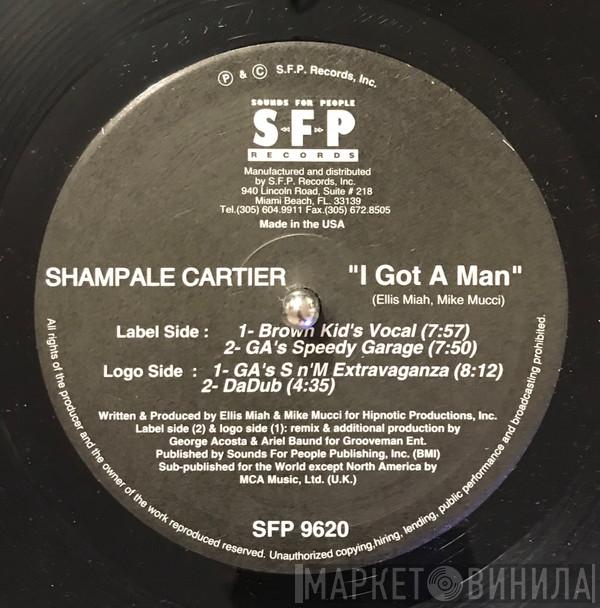 ℗ & © S.F.P. Records, Inc.
SOUNDS FOR PEOPLE
S·F·P
RECORDS
Manufactured and distributed
by S.F.P. Records, Inc.
940 Lincoln Road, Suite # 218
Miami Beach, FL. 33139
Tel.(305) 604.9911 Fax.(305) 672.8505
Made in the USA
SHAMPALE CARTIER "I Got A Man"
(Ellis Miah, Mike Mucci)
Label Side : 1- Brown Kid's Vocal (7:57)
2- GA's Speedy Garage (7:50)
Logo Side : 1- GA's S n'M Extravaganza (8:12)
2- DaDub (4:35)
Written & Produced by Ellis Miah & Mike Mucci for Hipnotic Productions, Inc.
Label side (2) & logo side (1): remix & additional production by
George Acosta & Ariel Baund for Grooveman Ent.
Published by Sounds For People Publishing, Inc. (BMI)
Sub-published for the World except North America by
MCA Music, Ltd. (U.K.)
SFP 9620
All rights of the producer and the owner of the work reproduced reserved. Unauthorized copying,hiring, lending, public performance and broadcasting prohibited.
МАРКЕТ ВИНИЛА